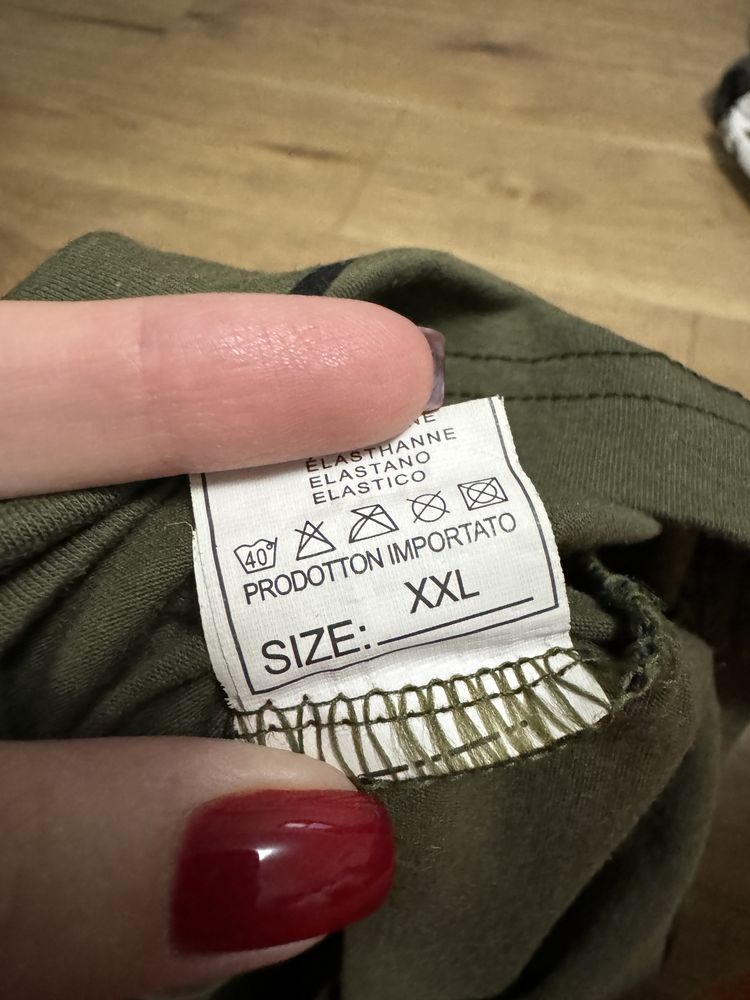 ÉLASTHANNE
ELASTANO
ELASTICO
40°
PRODOTTON IMPORTATO
XXL
SIZE: